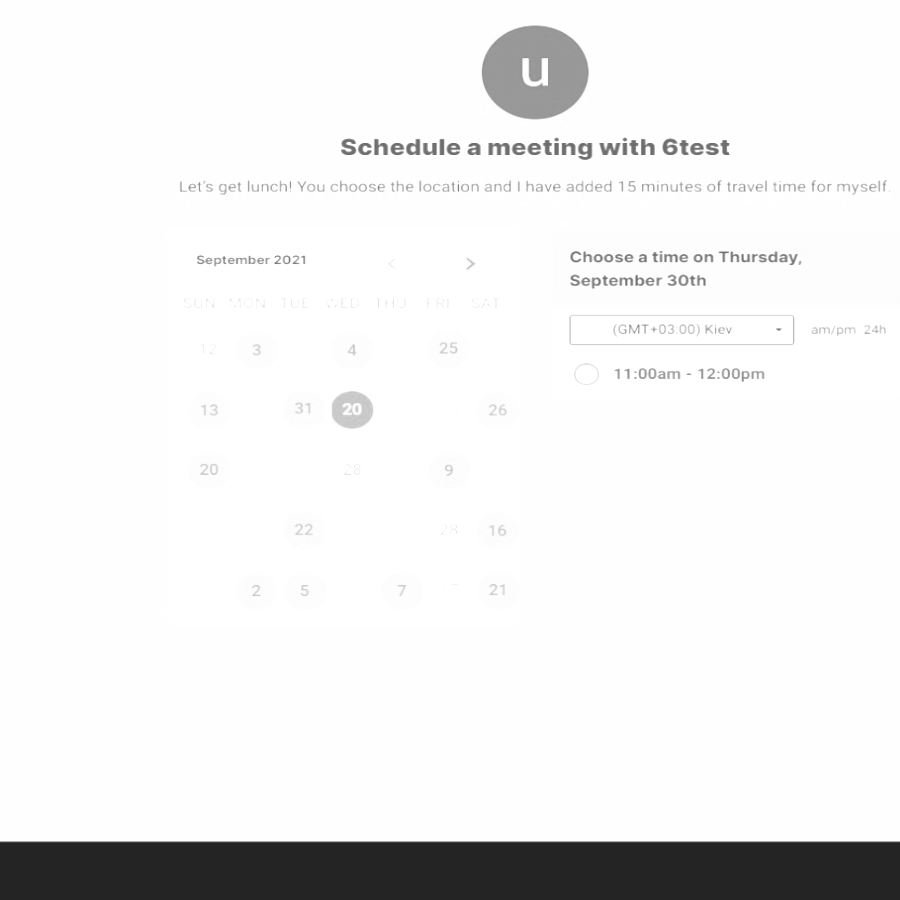 u
Schedule a meeting with 6test
Let's get lunch! You choose the location and I have added 15 minutes of travel time for myself.
September 2021 < >
SUN MON TUE WED THU FRI SAT
12 3 4 25
13 31 20 26
20 28 9
22 28 16
2 5 7 21
Choose a time on Thursday,
September 30th
(GMT+03:00) Kiev am/pm 24h
11:00am - 12:00pm